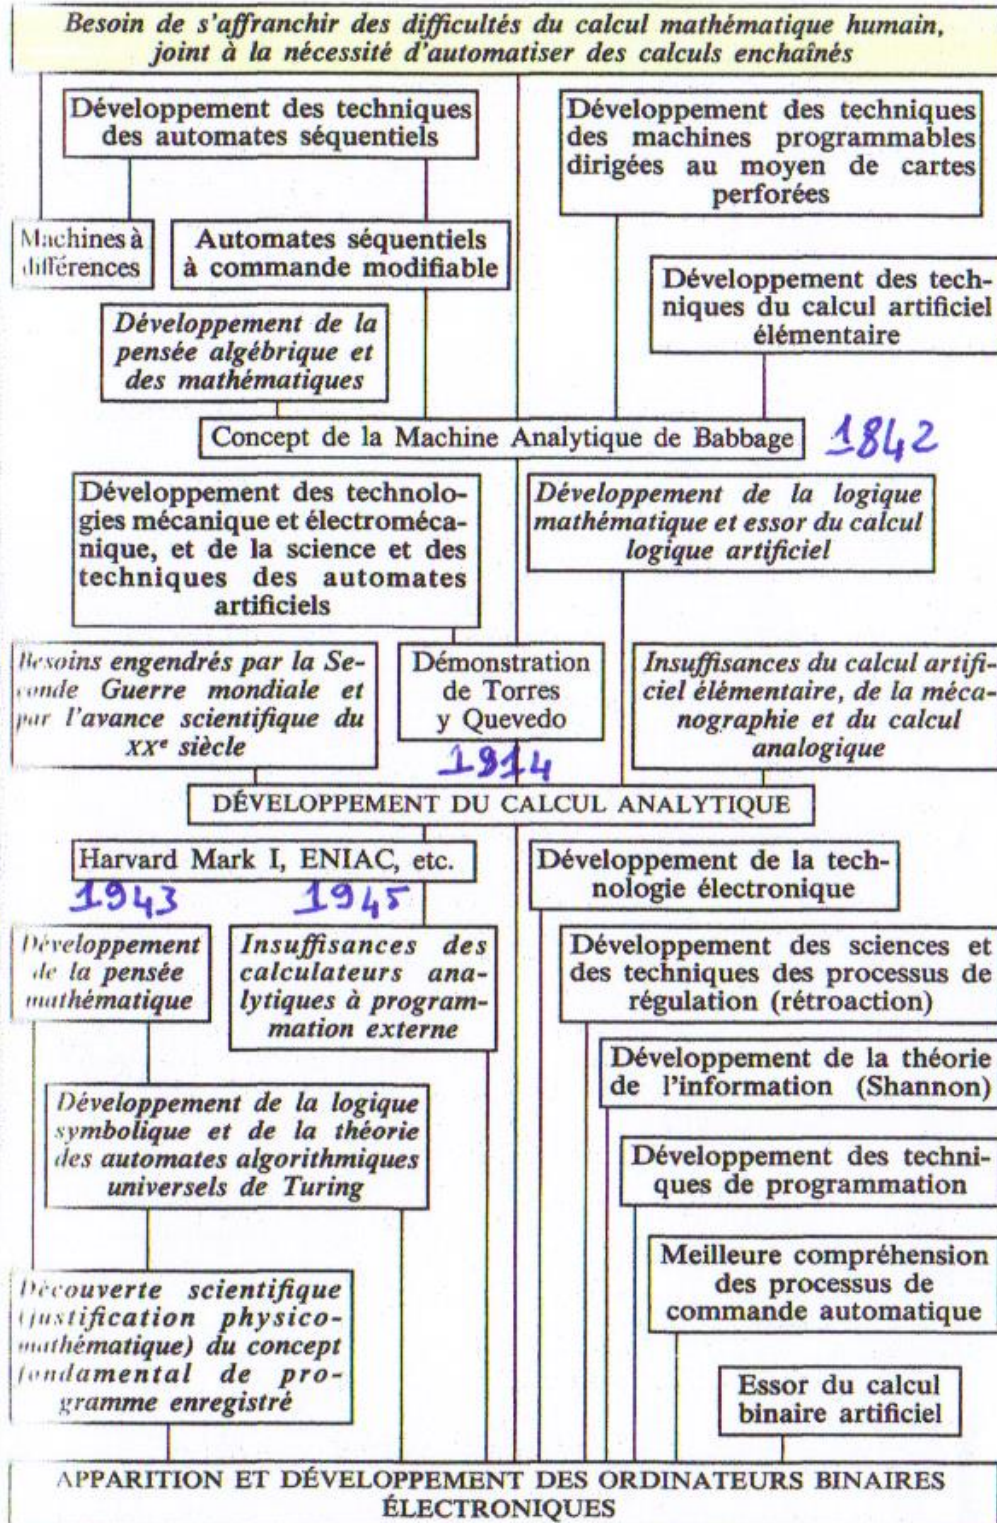 Besoin de s'affranchir des difficultés du calcul mathématique humain,
joint à la nécessité d'automatiser des calculs enchaînés
Développement des techniques
des automates séquentiels
Développement des techniques
des machines programmables
dirigées au moyen de cartes
perforées
Machines à
différences
Automates séquentiels
à commande modifiable
Développement des tech-
niques du calcul artificiel
élémentaire
Développement de la
pensée algébrique et
des mathématiques
Concept de la Machine Analytique de Babbage 1842
Développement des technolo-
gies mécanique et électroméca-
nique, et de la science et des
techniques des automates
artificiels
Développement de la logique
mathématique et essor du calcul
logique artificiel
Besoins engendrés par la Se-
conde Guerre mondiale et
par l'avance scientifique du
XXe siècle
Démonstration
de Torres
y Quevedo
1914
Insuffisances du calcul artifi-
ciel élémentaire, de la méca-
nographie et du calcul
analogique
DÉVELOPPEMENT DU CALCUL ANALYTIQUE
Harvard Mark I, ENIAC, etc.
1943 1945
Développement de la tech-
nologie électronique
Développement
de la pensée
mathématique
Insuffisances des
calculateurs ana-
lytiques à program-
mation externe
Développement des sciences et
des techniques des processus de
régulation (rétroaction)
Développement de la théorie
de l'information (Shannon)
Développement de la logique
symbolique et de la théorie
des automates algorithmiques
universels de Turing
Développement des techni-
ques de programmation
Meilleure compréhension
des processus de
commande automatique
Découverte scientifique
(justification physico-
mathématique) du concept
fondamental de pro-
gramme enregistré
Essor du calcul
binaire artificiel
APPARITION ET DÉVELOPPEMENT DES ORDINATEURS BINAIRES
ÉLECTRONIQUES